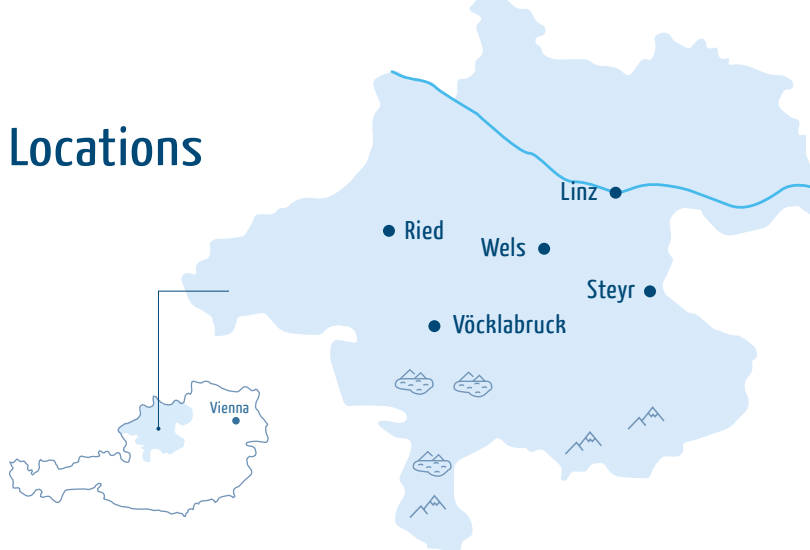 Locations
Linz
Ried
Wels
Steyr
Vöcklabruck
Vienna